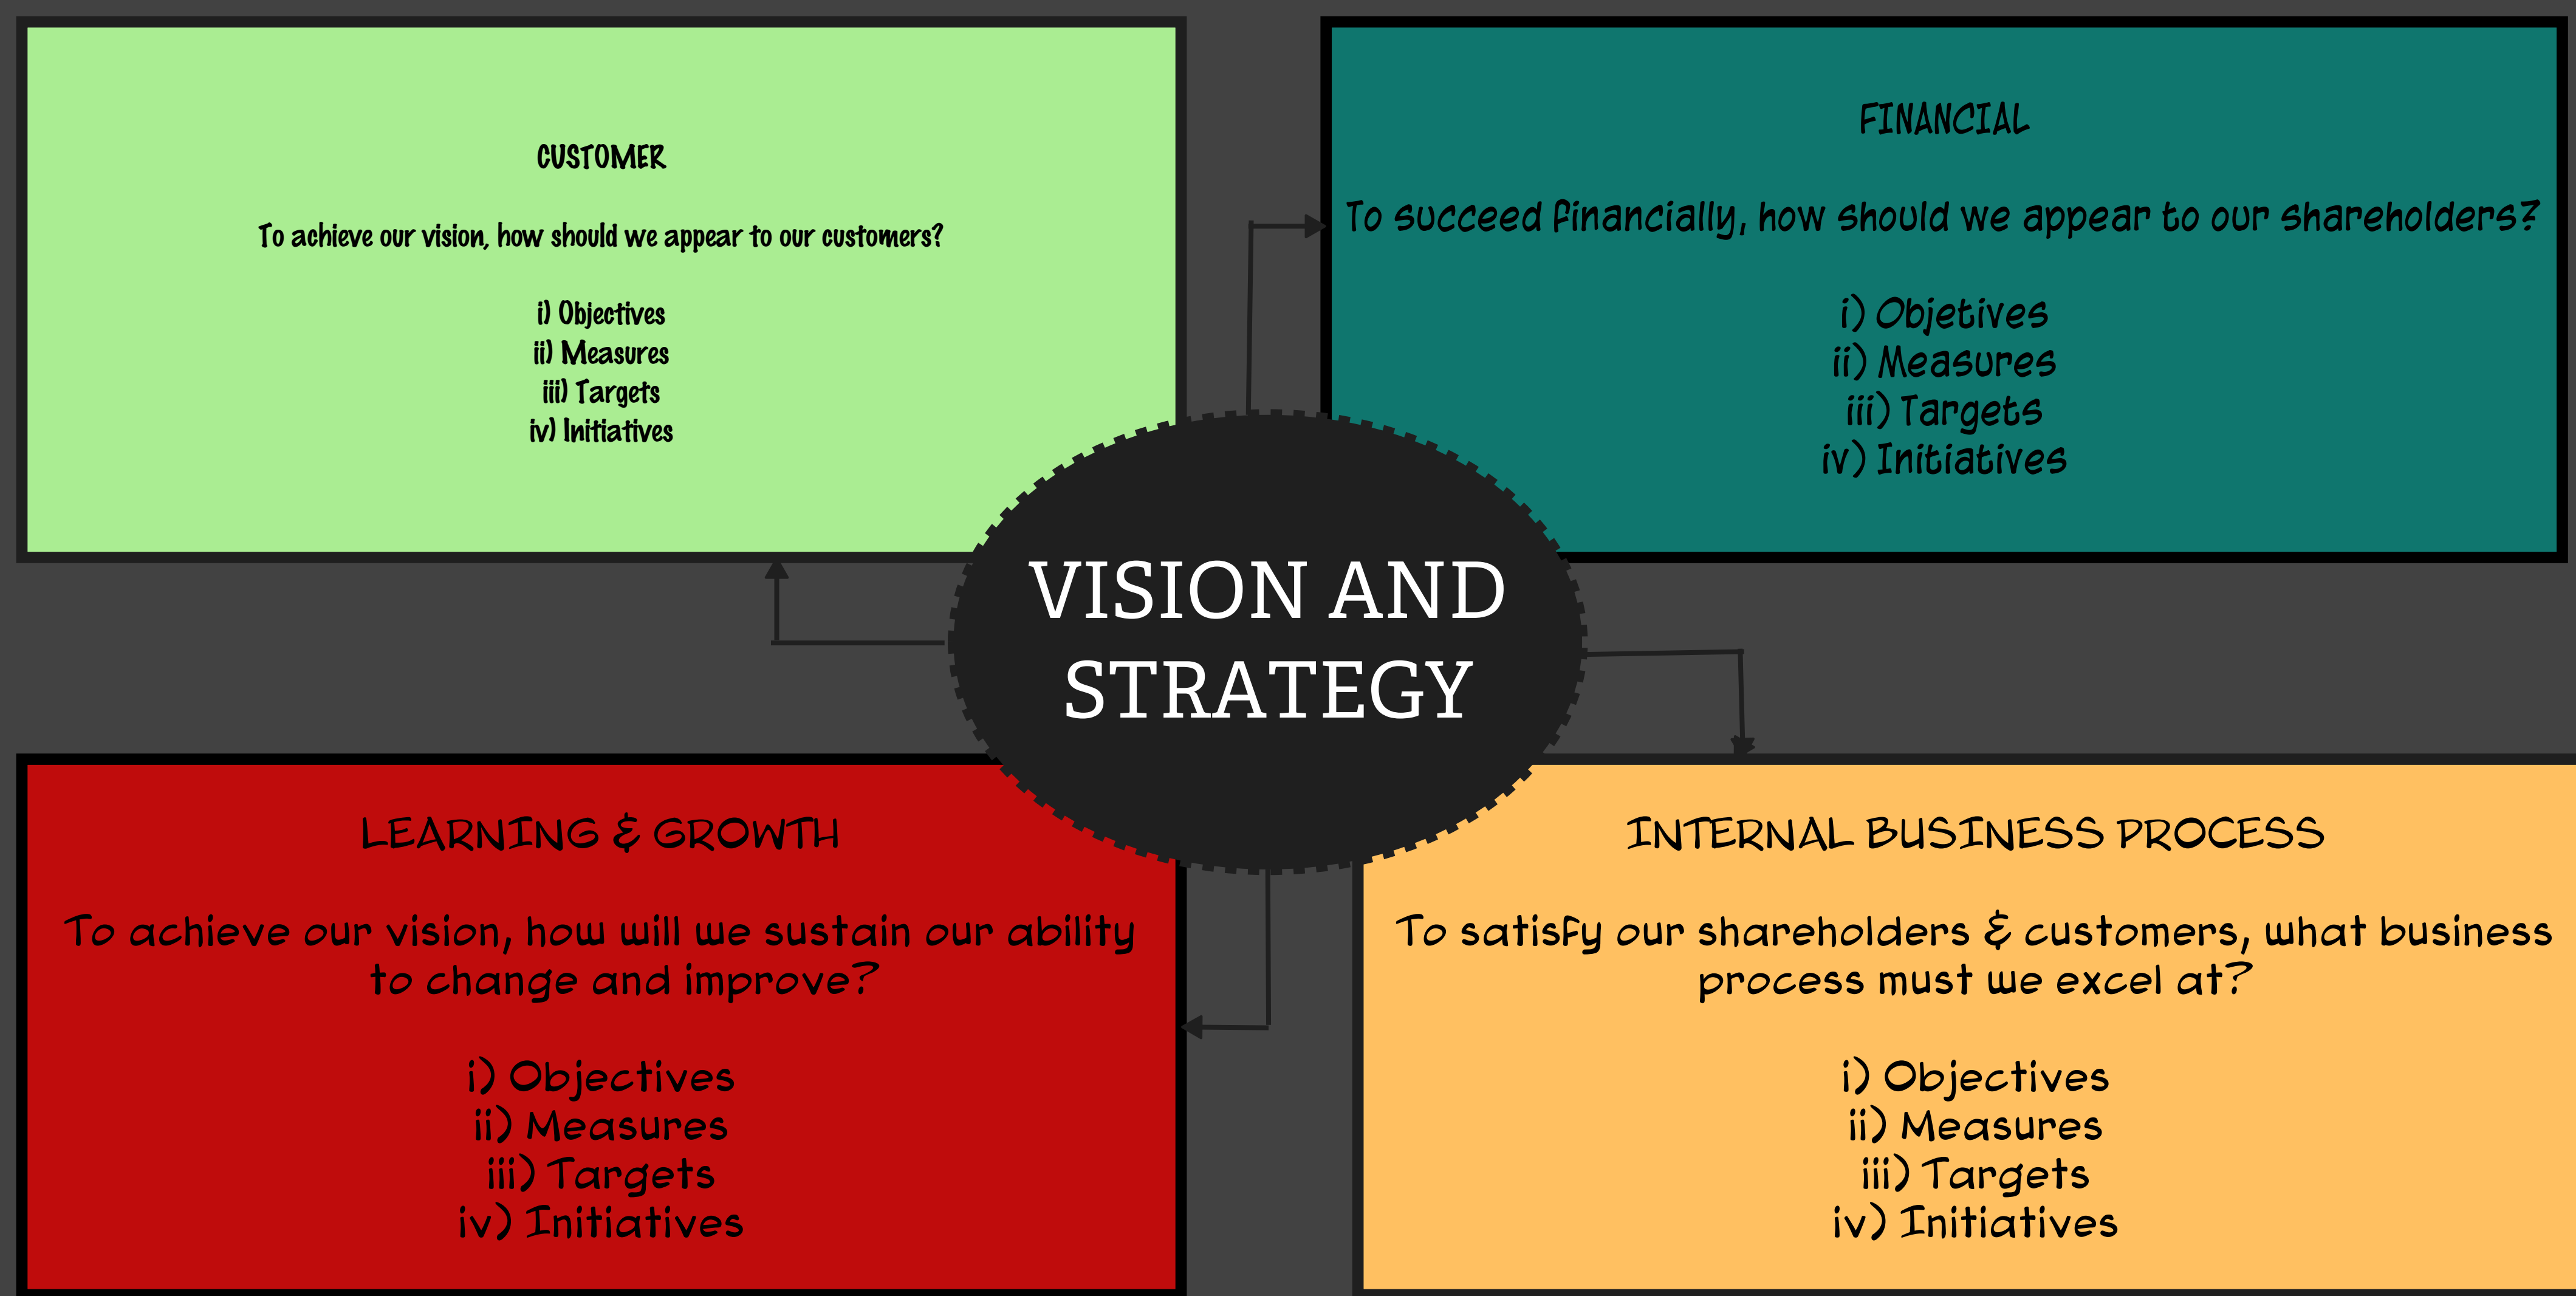 CUSTOMER
To achieve our vision, how should we appear to our customers?
i) Objectives
ii) Measures
iii) Targets
iv) Initiatives
FINANCIAL
To succeed financially, how should we appear to our shareholders?
i) Objetives
ii) Measures
iii) Targets
iv) Initiatives
VISION AND
STRATEGY
LEARNING & GROWTH
To achieve our vision, how will we sustain our ability
to change and improve?
i) Objectives
ii) Measures
iii) Targets
iv) Initiatives
INTERNAL BUSINESS PROCESS
To satisfy our shareholders & customers, what business
process must we excel at?
i) Objectives
ii) Measures
iii) Targets
iv) Initiatives